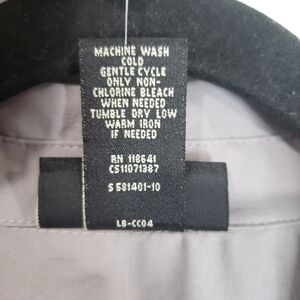 MACHINE WASH
COLD
GENTLE CYCLE
ONLY NON-
CHLORINE BLEACH
WHEN NEEDED
TUMBLE DRY LOW
WARM IRON
IF NEEDED
RN 118641
CS11071387
S581401-10
LB-CC04